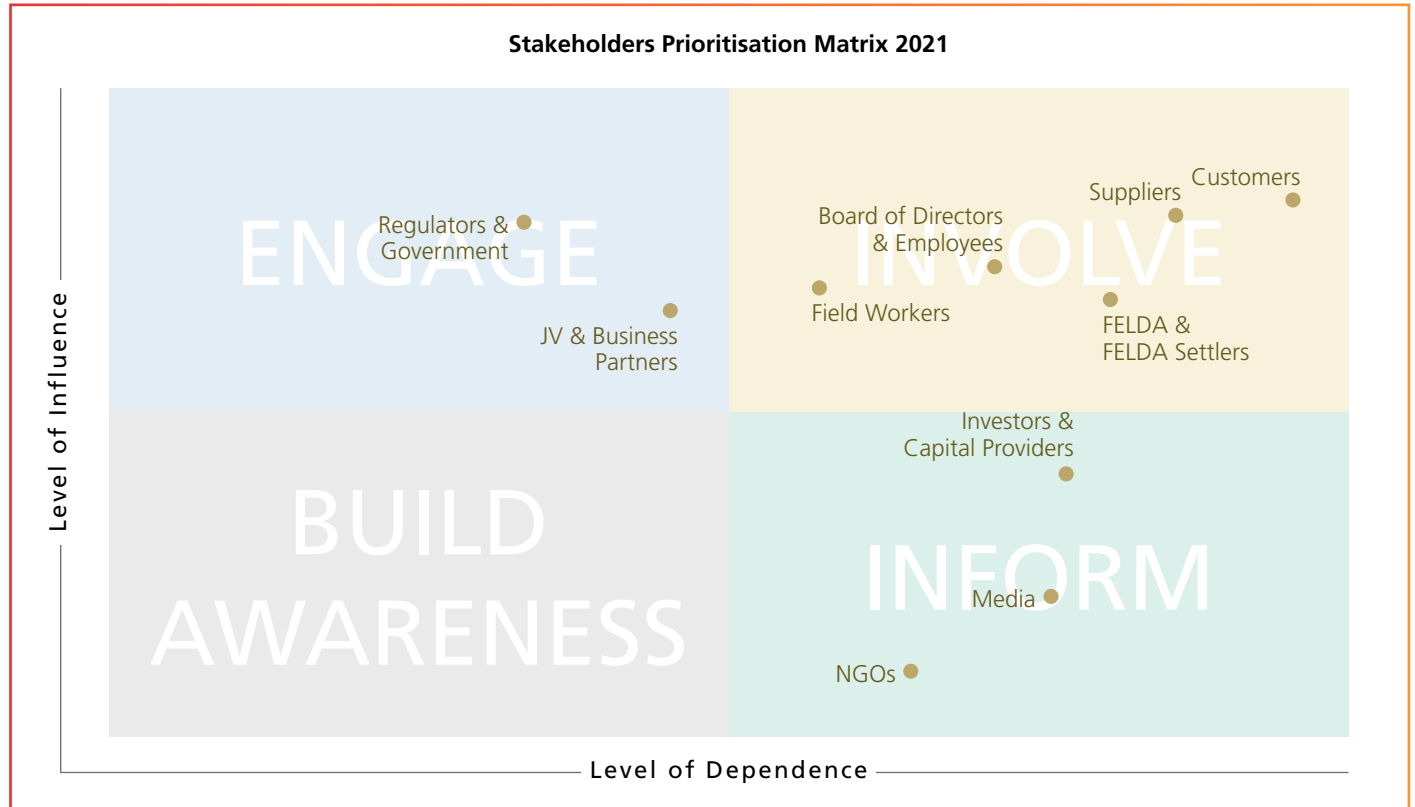 Stakeholders Prioritisation Matrix 2021
Level of Influence
ENGAGE
Regulators &
Government
JV & Business
Partners
INVOLVE
Customers
Suppliers
Board of Directors
& Employees
Field Workers
FELDA &
FELDA Settlers
BUILD
AWARENESS
INFORM
Investors &
Capital Providers
Media
NGOs
Level of Dependence